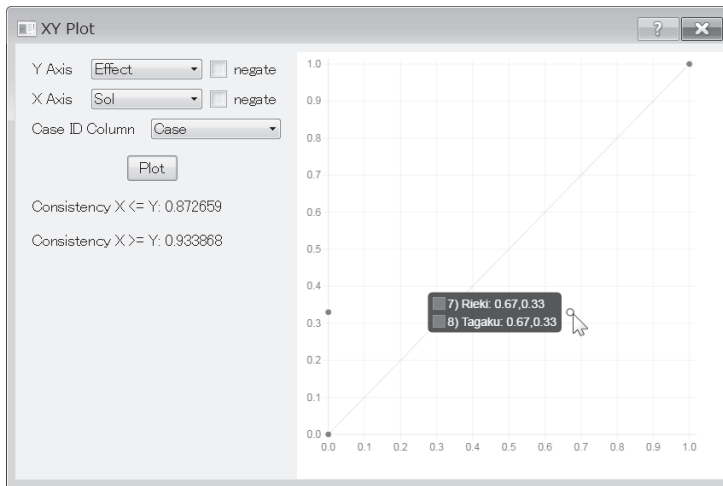 XY Plot
?
Y Axis Effect negate
X Axis Sol negate
Case ID Column Case
Plot
Consistency X <= Y: 0.872659
Consistency X >= Y: 0.933868
1.0
0.9
0.8
0.7
0.6
0.5
0.4
0.3
0.2
0.1
0.0
7) Rieki: 0.67,0.33
8) Tagaku: 0.67,0.33
0.0 0.1 0.2 0.3 0.4 0.5 0.6 0.7 0.8 0.9 1.0